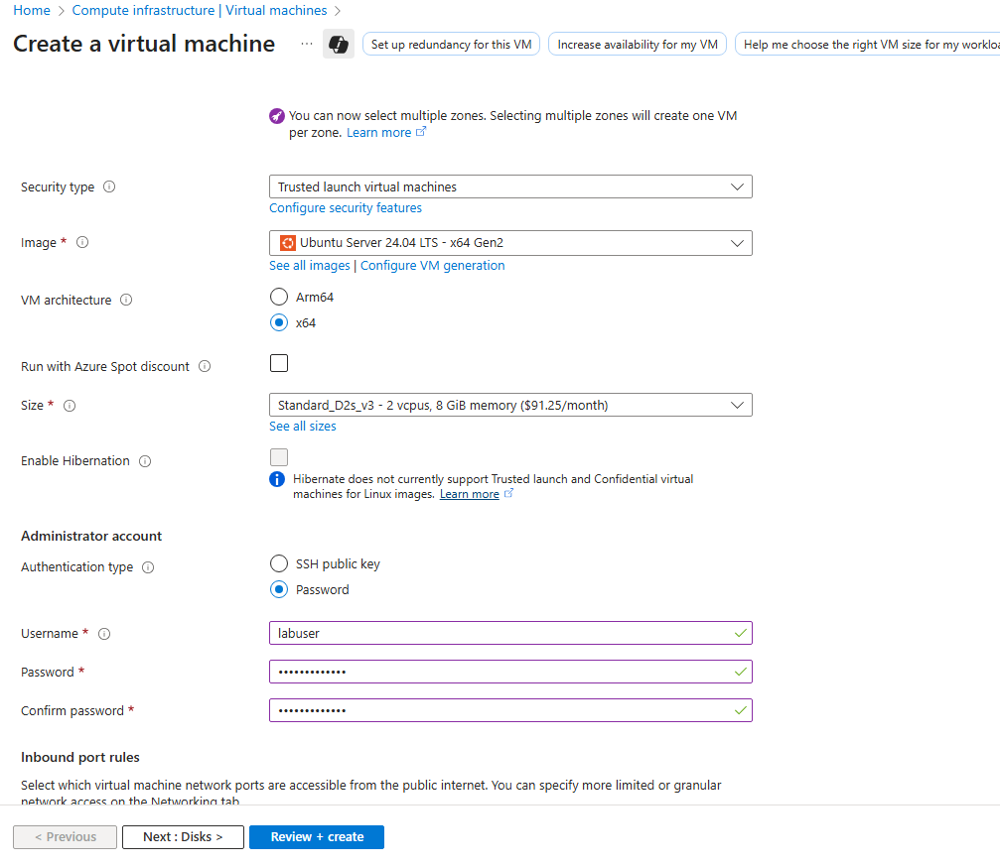 Home > Compute infrastructure | Virtual machines >
Create a virtual machine ... Set up redundancy for this VM Increase availability for my VM Help me choose the right VM size for my workloa
You can now select multiple zones. Selecting multiple zones will create one VM
per zone. Learn more
Security type Trusted launch virtual machines
Configure security features
Image * Ubuntu Server 24.04 LTS - x64 Gen2
See all images | Configure VM generation
VM architecture Arm64
x64
Run with Azure Spot discount
Size * Standard_D2s_v3 - 2 vcpus, 8 GiB memory ($91.25/month)
See all sizes
Enable Hibernation
Hibernate does not currently support Trusted launch and Confidential virtual
machines for Linux images. Learn more
Administrator account
Authentication type SSH public key
Password
Username * labuser
Password * •••••••••••••
Confirm password * •••••••••••••
Inbound port rules
Select which virtual machine network ports are accessible from the public internet. You can specify more limited or granular
network access on the Networking tab.
< Previous Next : Disks > Review + create